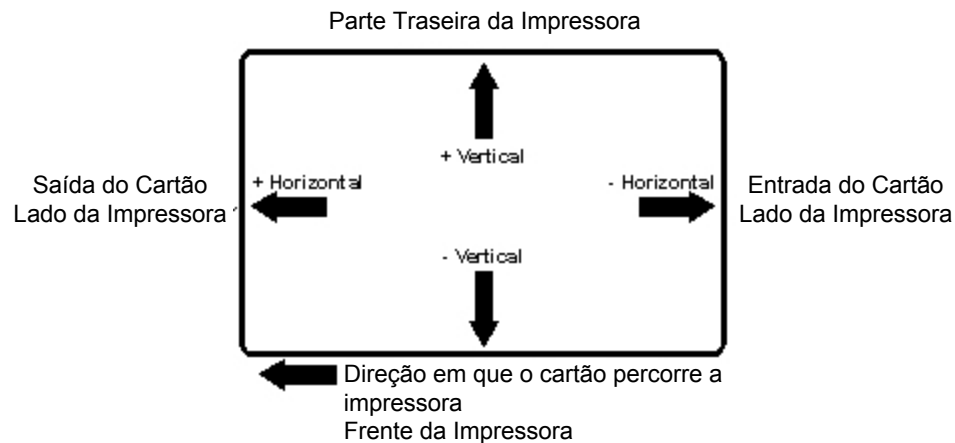 Parte Traseira da Impressora
+ Vertical
Saída do Cartão
Lado da Impressora
+ Horizontal
- Horizontal
Entrada do Cartão
Lado da Impressora
- Vertical
Direção em que o cartão percorre a
impressora
Frente da Impressora